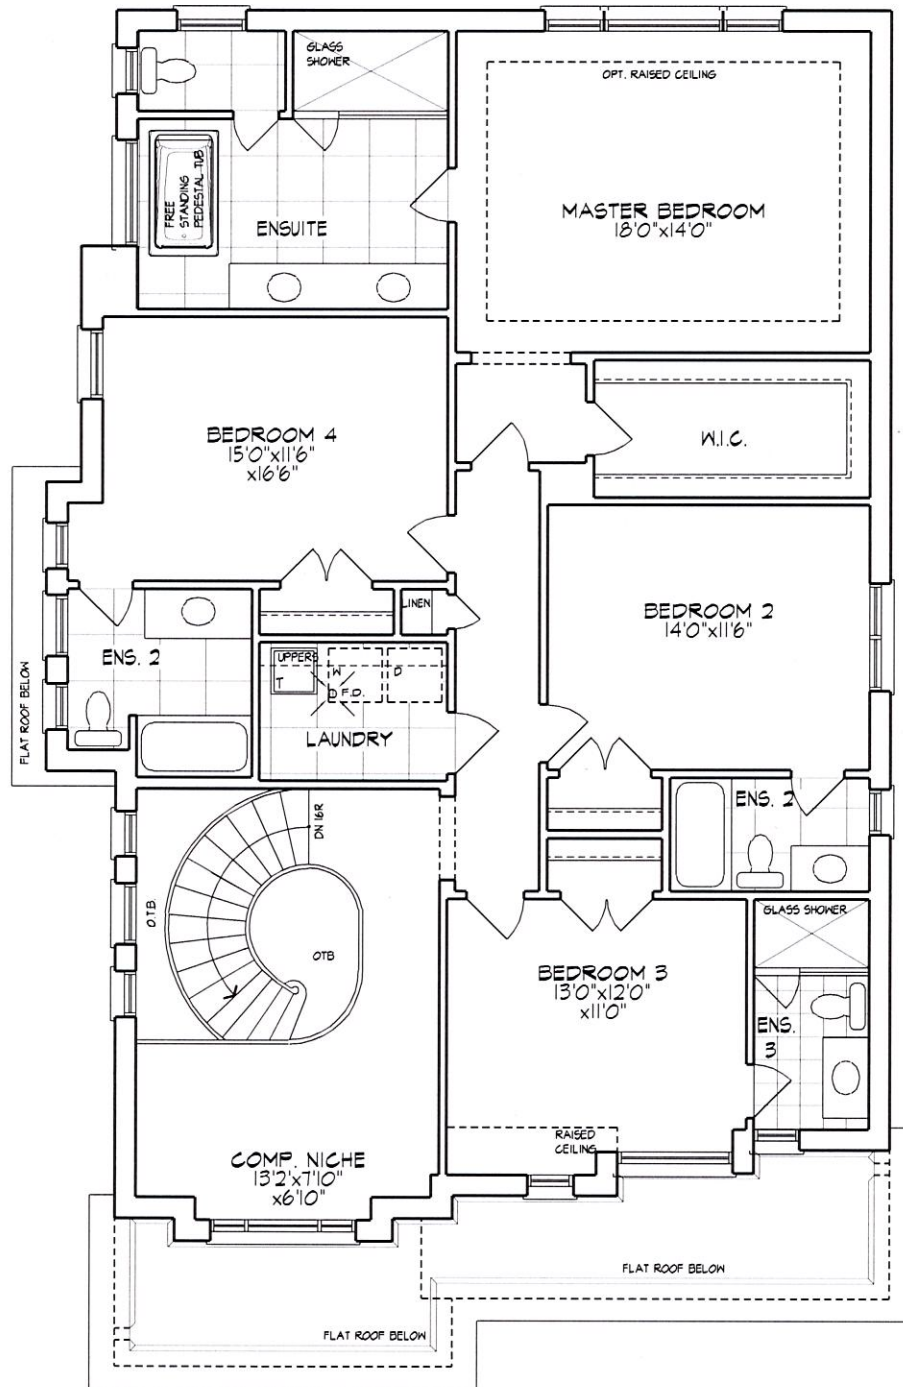 GLASS
SHOWER
OPT. RAISED CEILING
FREE
STANDING
PEDESTAL TUB
ENSUITE
MASTER BEDROOM
18'0"x14'0"
BEDROOM 4
15'0"x11'6"
x16'6"
W.I.C.
LINEN
BEDROOM 2
14'0"x11'6"
ENS. 2
UPPERS
T
W
D
F.D.
LAUNDRY
FLAT ROOF BELOW
ENS. 2
DN 16R
O.T.B.
OTB
GLASS SHOWER
BEDROOM 3
13'0"x12'0"
x11'0"
ENS.
3
RAISED
CEILING
COMP. NICHE
13'2'x7'10"
x6'10"
FLAT ROOF BELOW
FLAT ROOF BELOW